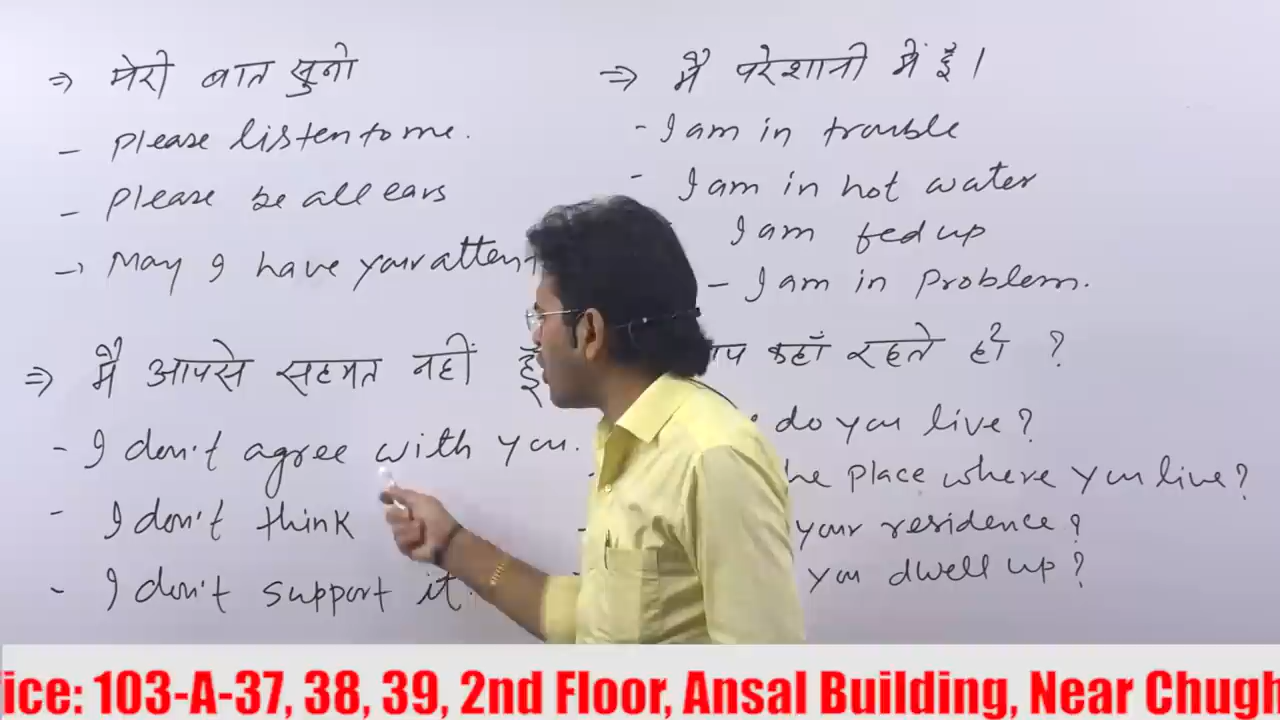 ⇒ मेरी बात सुनो
- Please listen to me.
- Please be all ears
→ May I have your attent
⇒ मैं परेशानी में हूँ।
- I am in trouble
- I am in hot water
I am fed up
- I am in problem.
⇒ मैं आपसे सहमत नहीं हूँ
- I don't agree with you.
- I don't think
- I don't support it.
कहाँ रहते हो ?
do you live?
he place where you live?
your residence?
you dwell up?
ice: 103-A-37, 38, 39, 2nd Floor, Ansal Building, Near Chugh